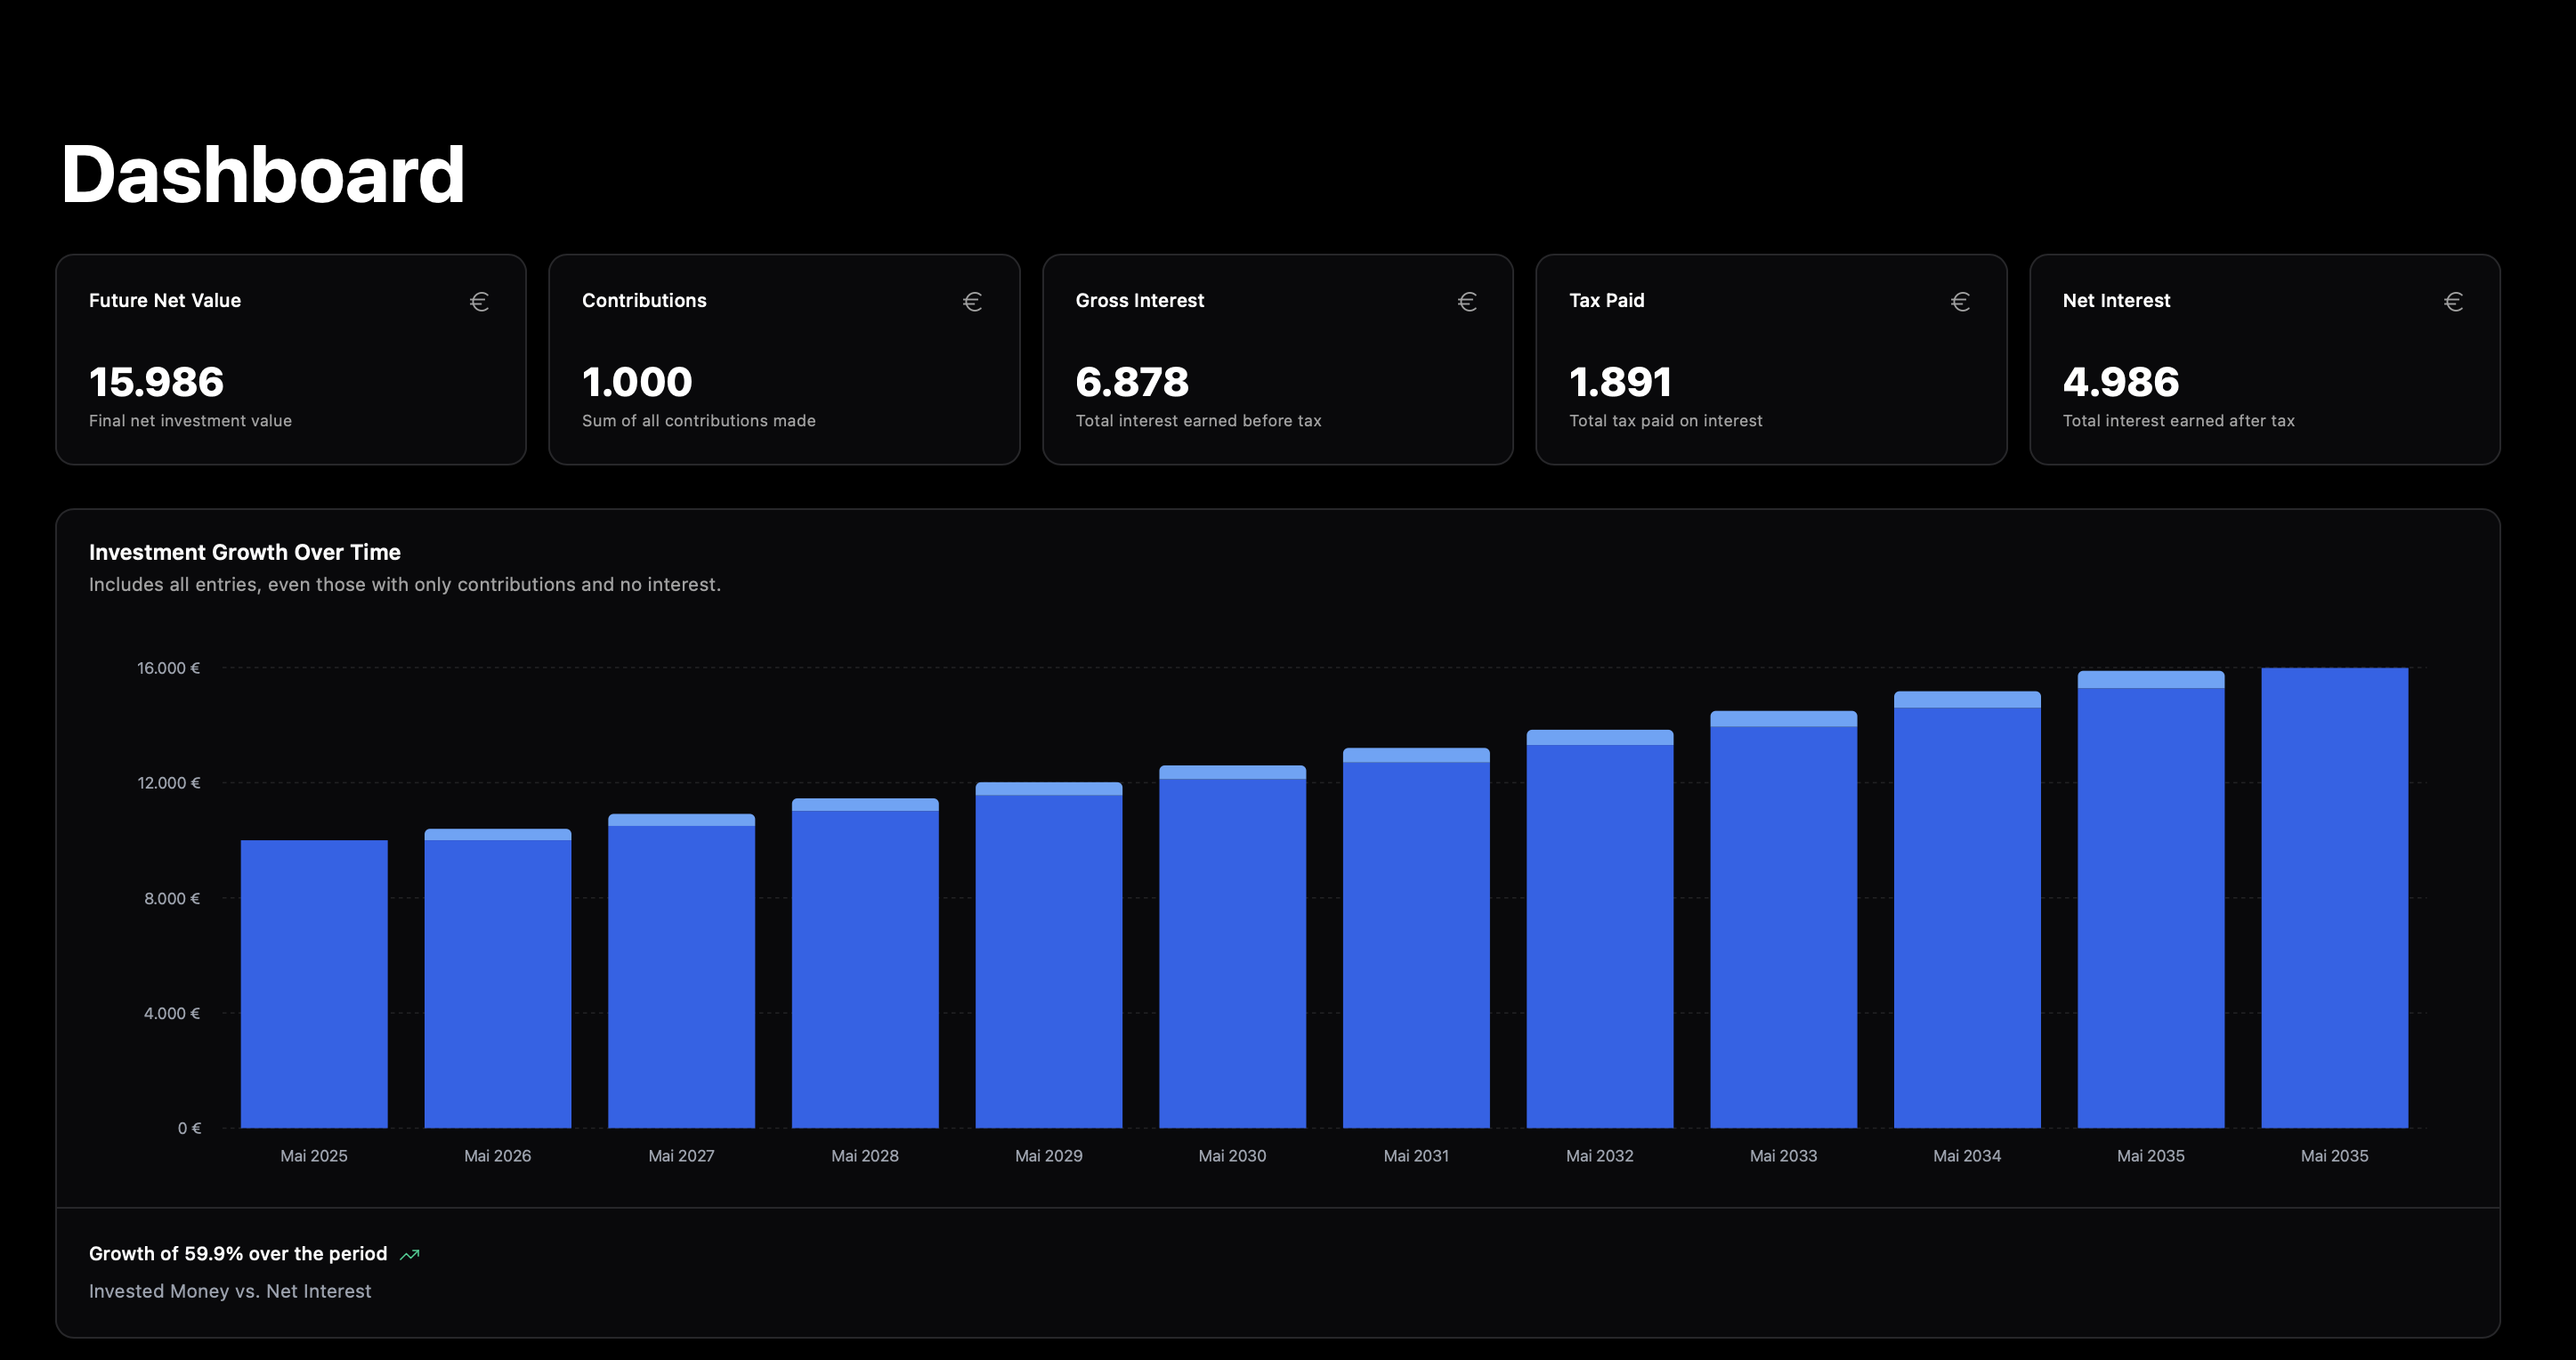 Dashboard
Future Net Value €
15.986
Final net investment value
Contributions €
1.000
Sum of all contributions made
Gross Interest €
6.878
Total interest earned before tax
Tax Paid €
1.891
Total tax paid on interest
Net Interest €
4.986
Total interest earned after tax
Investment Growth Over Time
Includes all entries, even those with only contributions and no interest.
16.000 €
12.000 €
8.000 €
4.000 €
0 €
Mai 2025 Mai 2026 Mai 2027 Mai 2028 Mai 2029 Mai 2030 Mai 2031 Mai 2032 Mai 2033 Mai 2034 Mai 2035 Mai 2035
Growth of 59.9% over the period
Invested Money vs. Net Interest